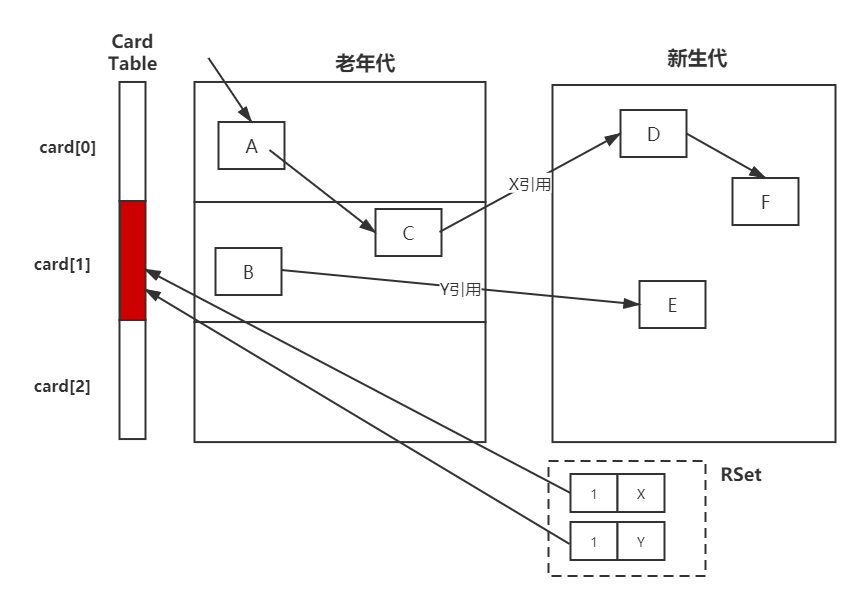 Card
Table
老年代
新生代
card[0]
A
D
X引用
F
C
card[1]
B
Y引用
E
card[2]
RSet
1 X
1 Y